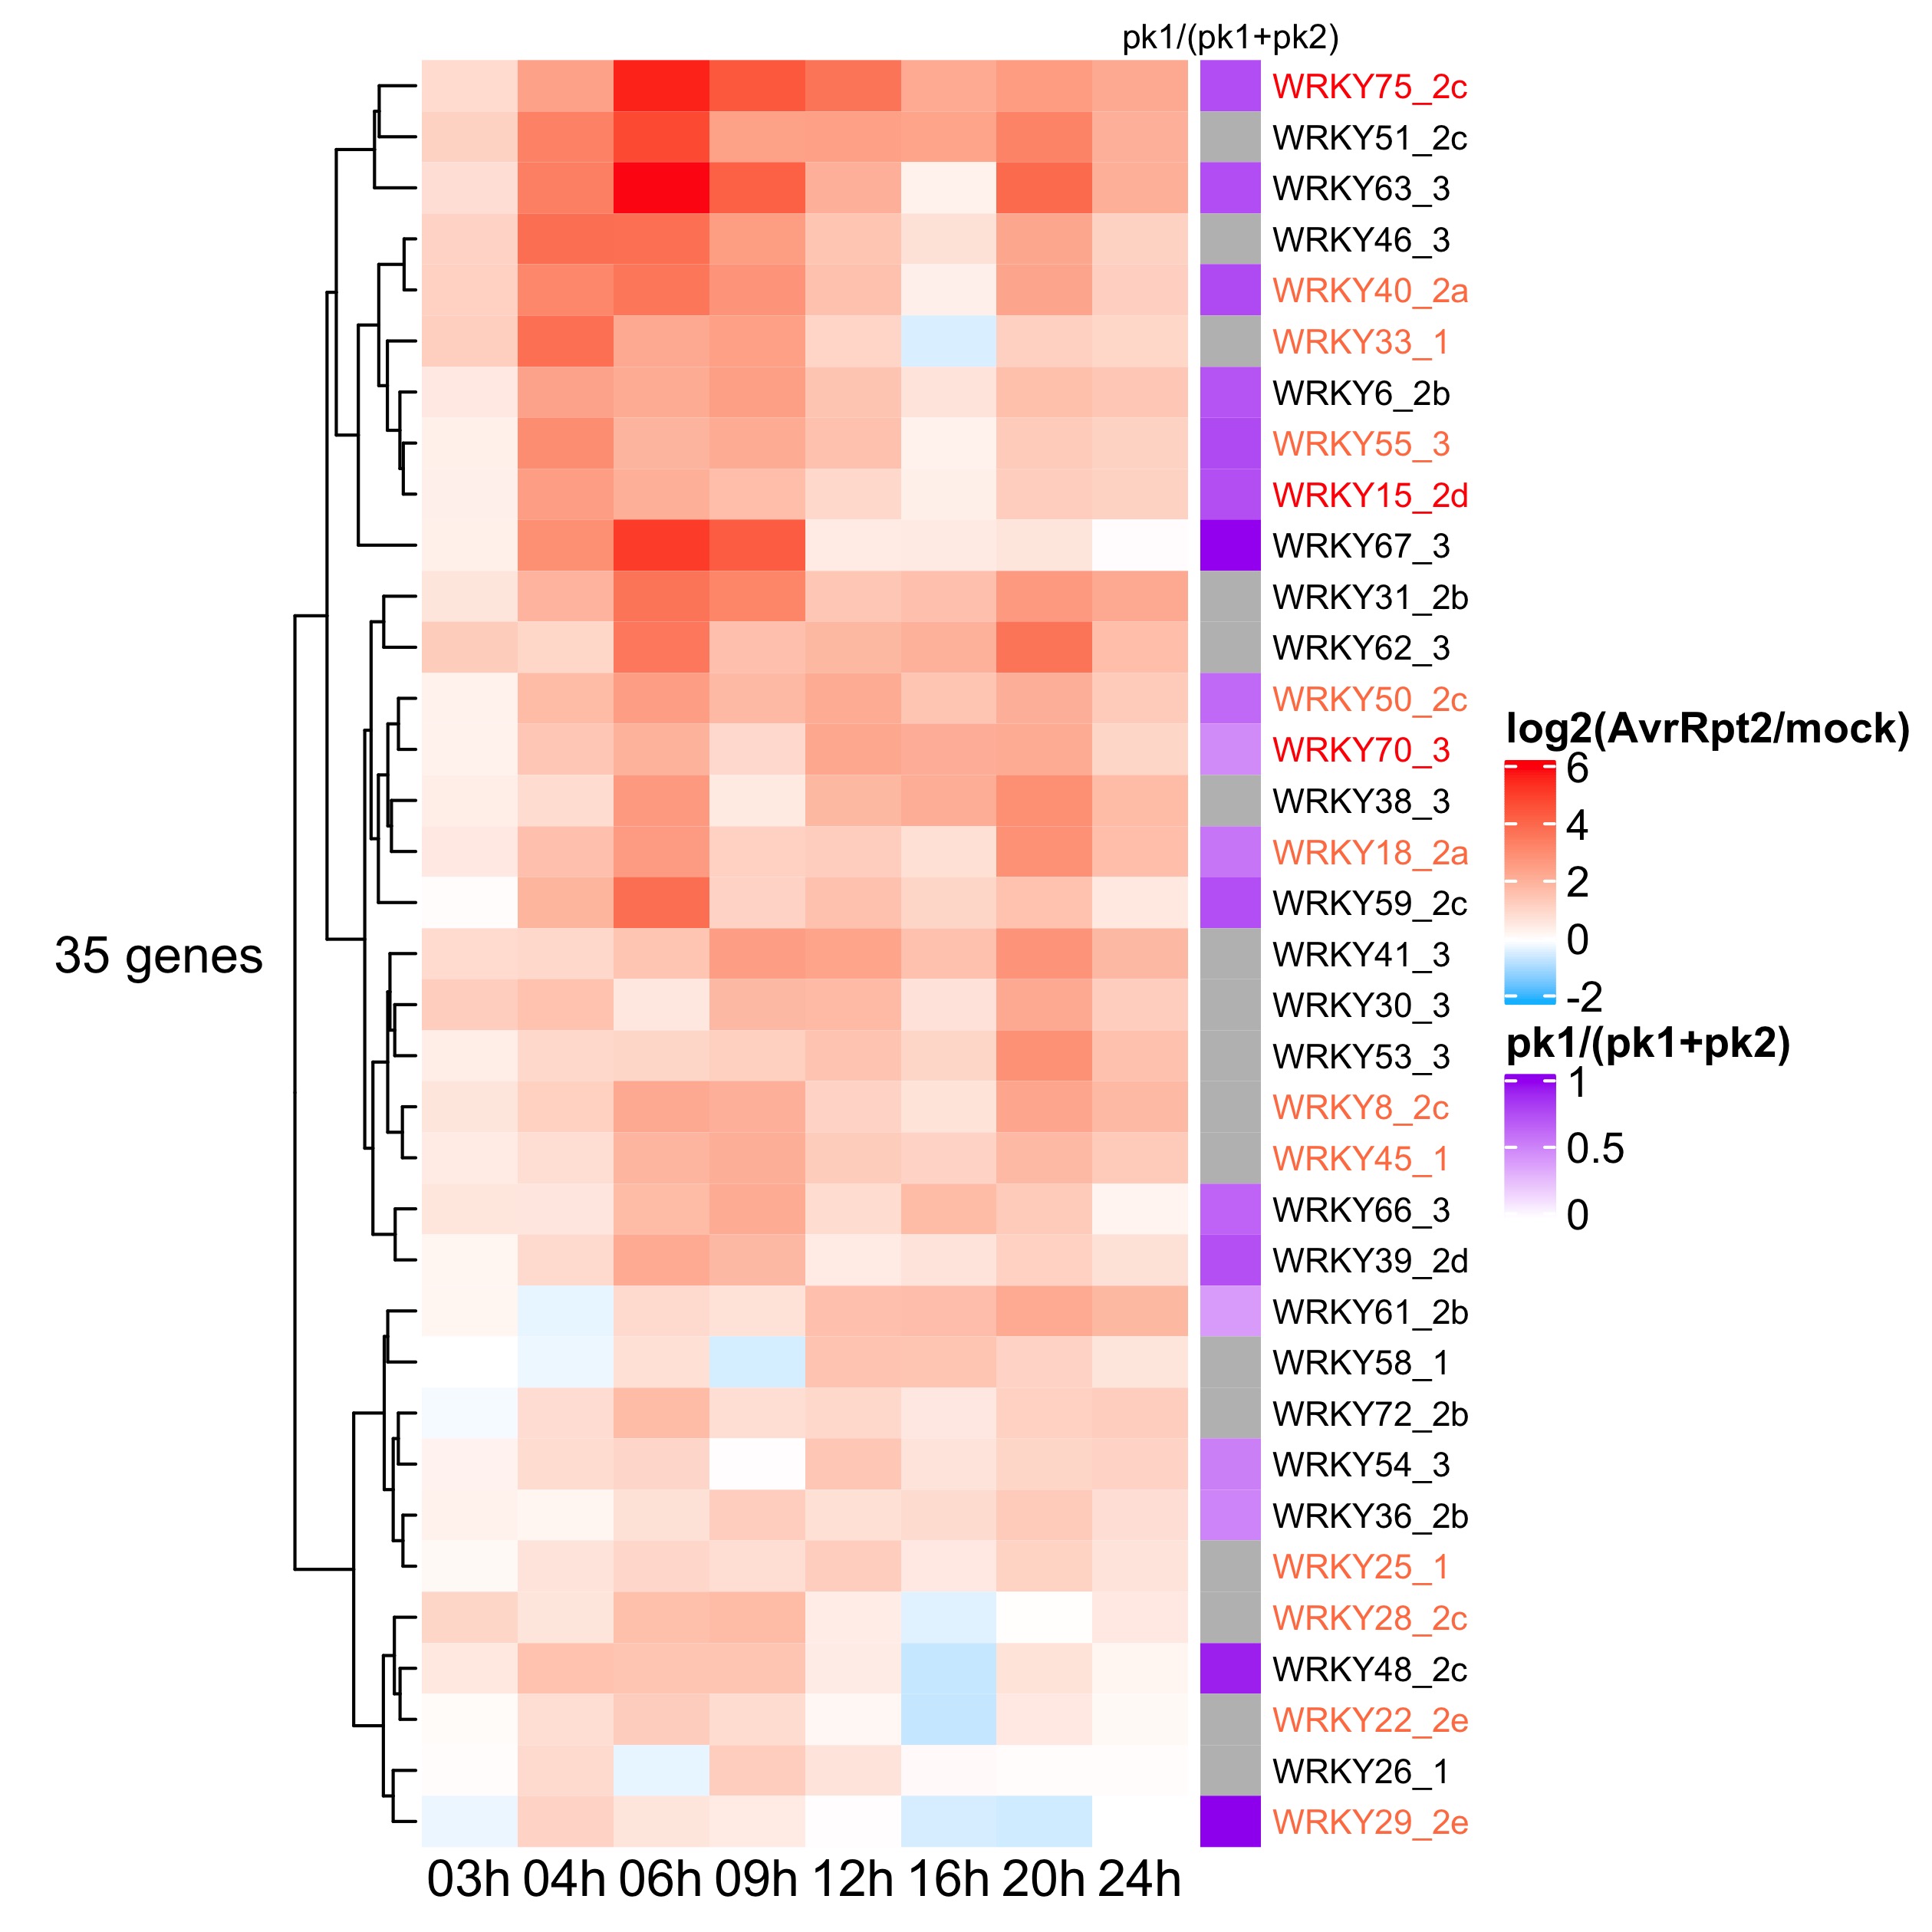 pk1/(pk1+pk2)
WRKY75_2c
WRKY51_2c
WRKY63_3
WRKY46_3
WRKY40_2a
WRKY33_1
WRKY6_2b
WRKY55_3
WRKY15_2d
WRKY67_3
WRKY31_2b
WRKY62_3
WRKY50_2c
WRKY70_3
WRKY38_3
WRKY18_2a
WRKY59_2c
WRKY41_3
WRKY30_3
WRKY53_3
WRKY8_2c
WRKY45_1
WRKY66_3
WRKY39_2d
WRKY61_2b
WRKY58_1
WRKY72_2b
WRKY54_3
WRKY36_2b
WRKY25_1
WRKY28_2c
WRKY48_2c
WRKY22_2e
WRKY26_1
WRKY29_2e
35 genes
03h 04h 06h 09h 12h 16h 20h 24h
log2(AvrRpt2/mock)
6
4
2
0
-2
pk1/(pk1+pk2)
1
0.5
0